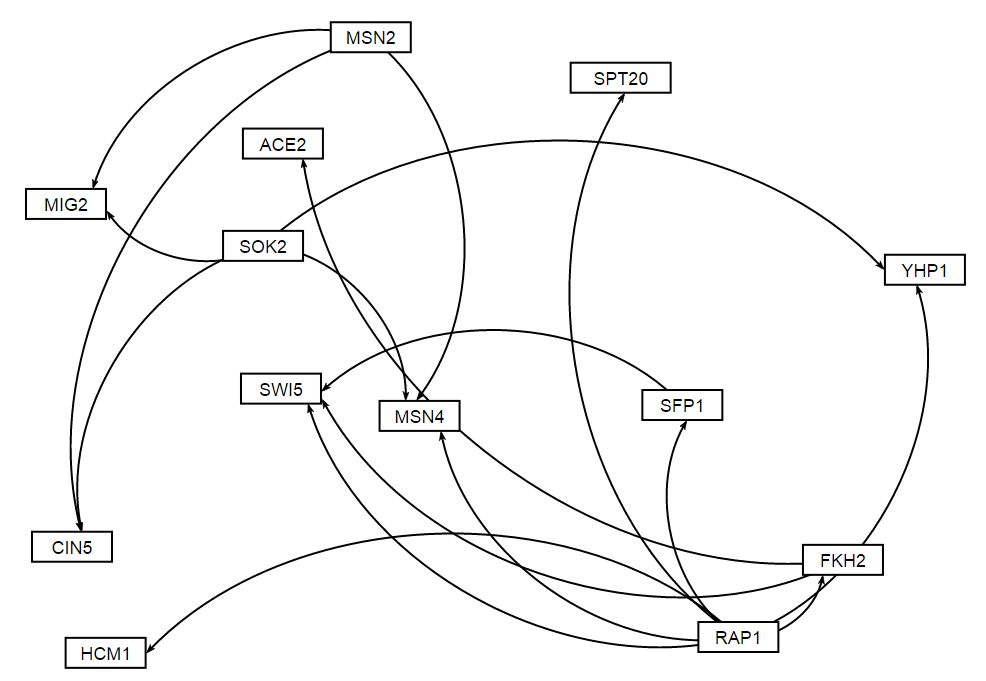 MSN2
SPT20
ACE2
MIG2
SOK2
YHP1
SWI5
MSN4
SFP1
CIN5
FKH2
RAP1
HCM1